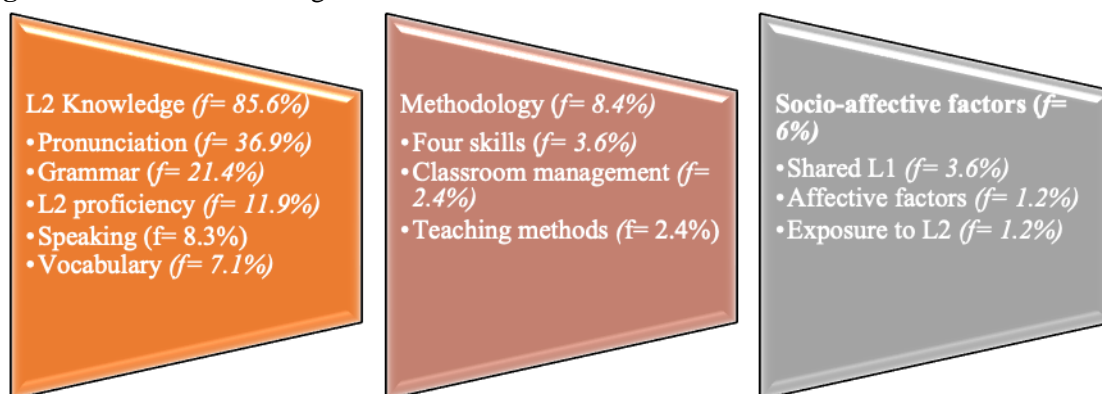 L2 Knowledge (f= 85.6%)
•Pronunciation (f= 36.9%)
•Grammar (f= 21.4%)
•L2 proficiency (f= 11.9%)
•Speaking (f= 8.3%)
•Vocabulary (f= 7.1%)
Methodology (f= 8.4%)
•Four skills (f= 3.6%)
•Classroom management (f=
2.4%)
•Teaching methods (f= 2.4%)
Socio-affective factors (f=
6%)
•Shared L1 (f= 3.6%)
•Affective factors (f= 1.2%)
•Exposure to L2 (f= 1.2%)